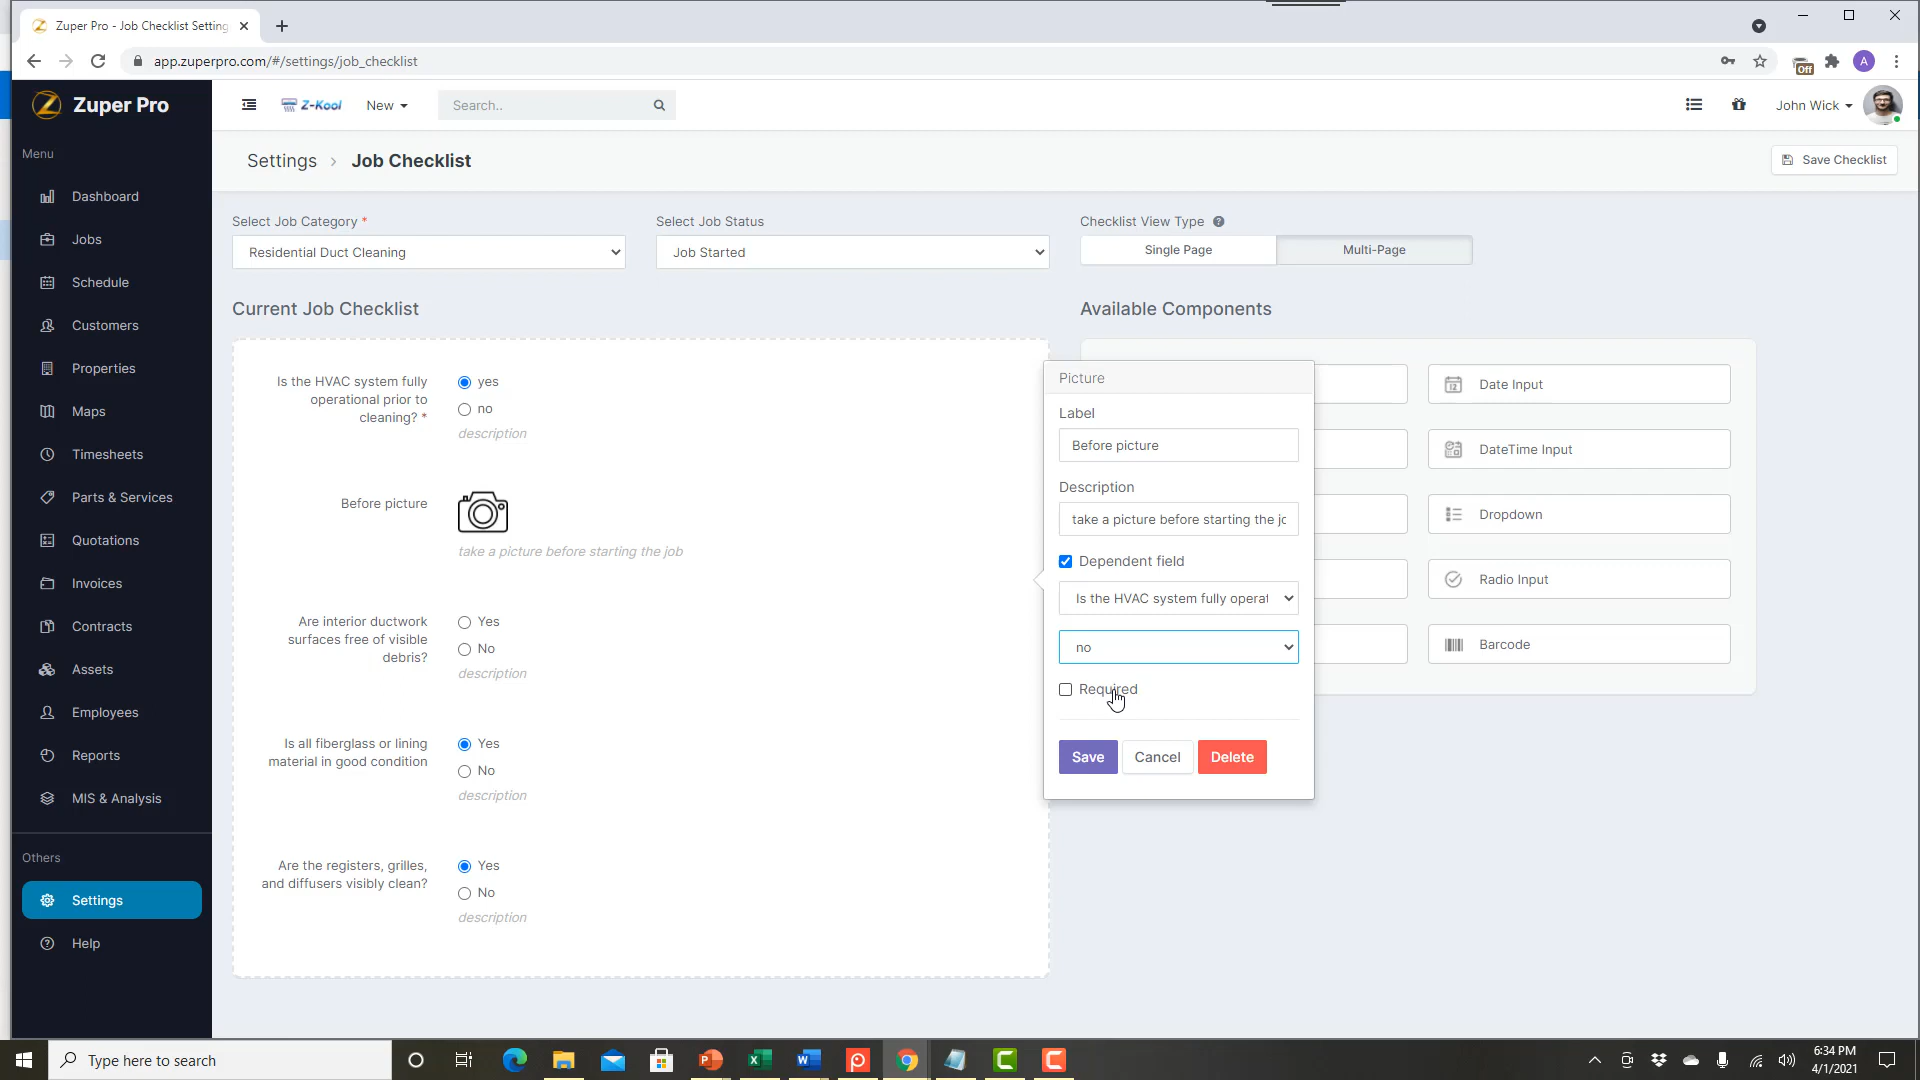 Zuper Pro - Job Checklist Setting
app.zuperpro.com/#/settings/job_checklist
Off
A
Zuper Pro
Z-Kool
New
Search..
John Wick
Menu
Dashboard
Jobs
Schedule
Customers
Properties
Maps
Timesheets
Parts & Services
Quotations
Invoices
Contracts
Assets
Employees
Reports
MIS & Analysis
Others
Settings
Help
Settings › Job Checklist
Save Checklist
Select Job Category *
Residential Duct Cleaning
Select Job Status
Job Started
Checklist View Type
Single Page
Multi-Page
Current Job Checklist
Is the HVAC system fully
operational prior to
cleaning? *
yes
no
description
Before picture
take a picture before starting the job
Are interior ductwork
surfaces free of visible
debris?
Yes
No
description
Is all fiberglass or lining
material in good condition
Yes
No
description
Are the registers, grilles,
and diffusers visibly clean?
Yes
No
description
Available Components
Date Input
DateTime Input
Dropdown
Radio Input
Barcode
Picture
Label
Before picture
Description
take a picture before starting the jo
Dependent field
Is the HVAC system fully operat
no
Required
Save
Cancel
Delete
Type here to search
6:34 PM
4/1/2021